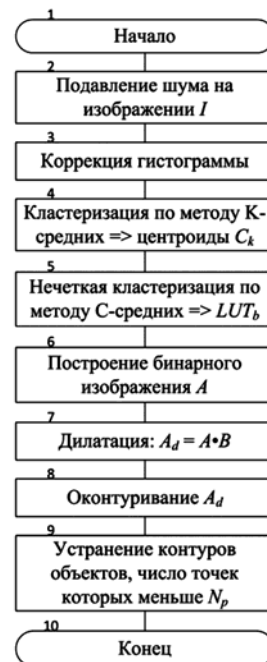 1
Начало
2
Подавление шума на
изображении I
3
Коррекция гистограммы
4
Кластеризация по методу К-
средних => центроиды Ck
5
Нечеткая кластеризация по
методу С-средних => LUTb
6
Построение бинарного
изображения A
7
Дилатация: Ad = A•B
8
Оконтуривание Ad
9
Устранение контуров
объектов, число точек
которых меньше Np
10
Конец